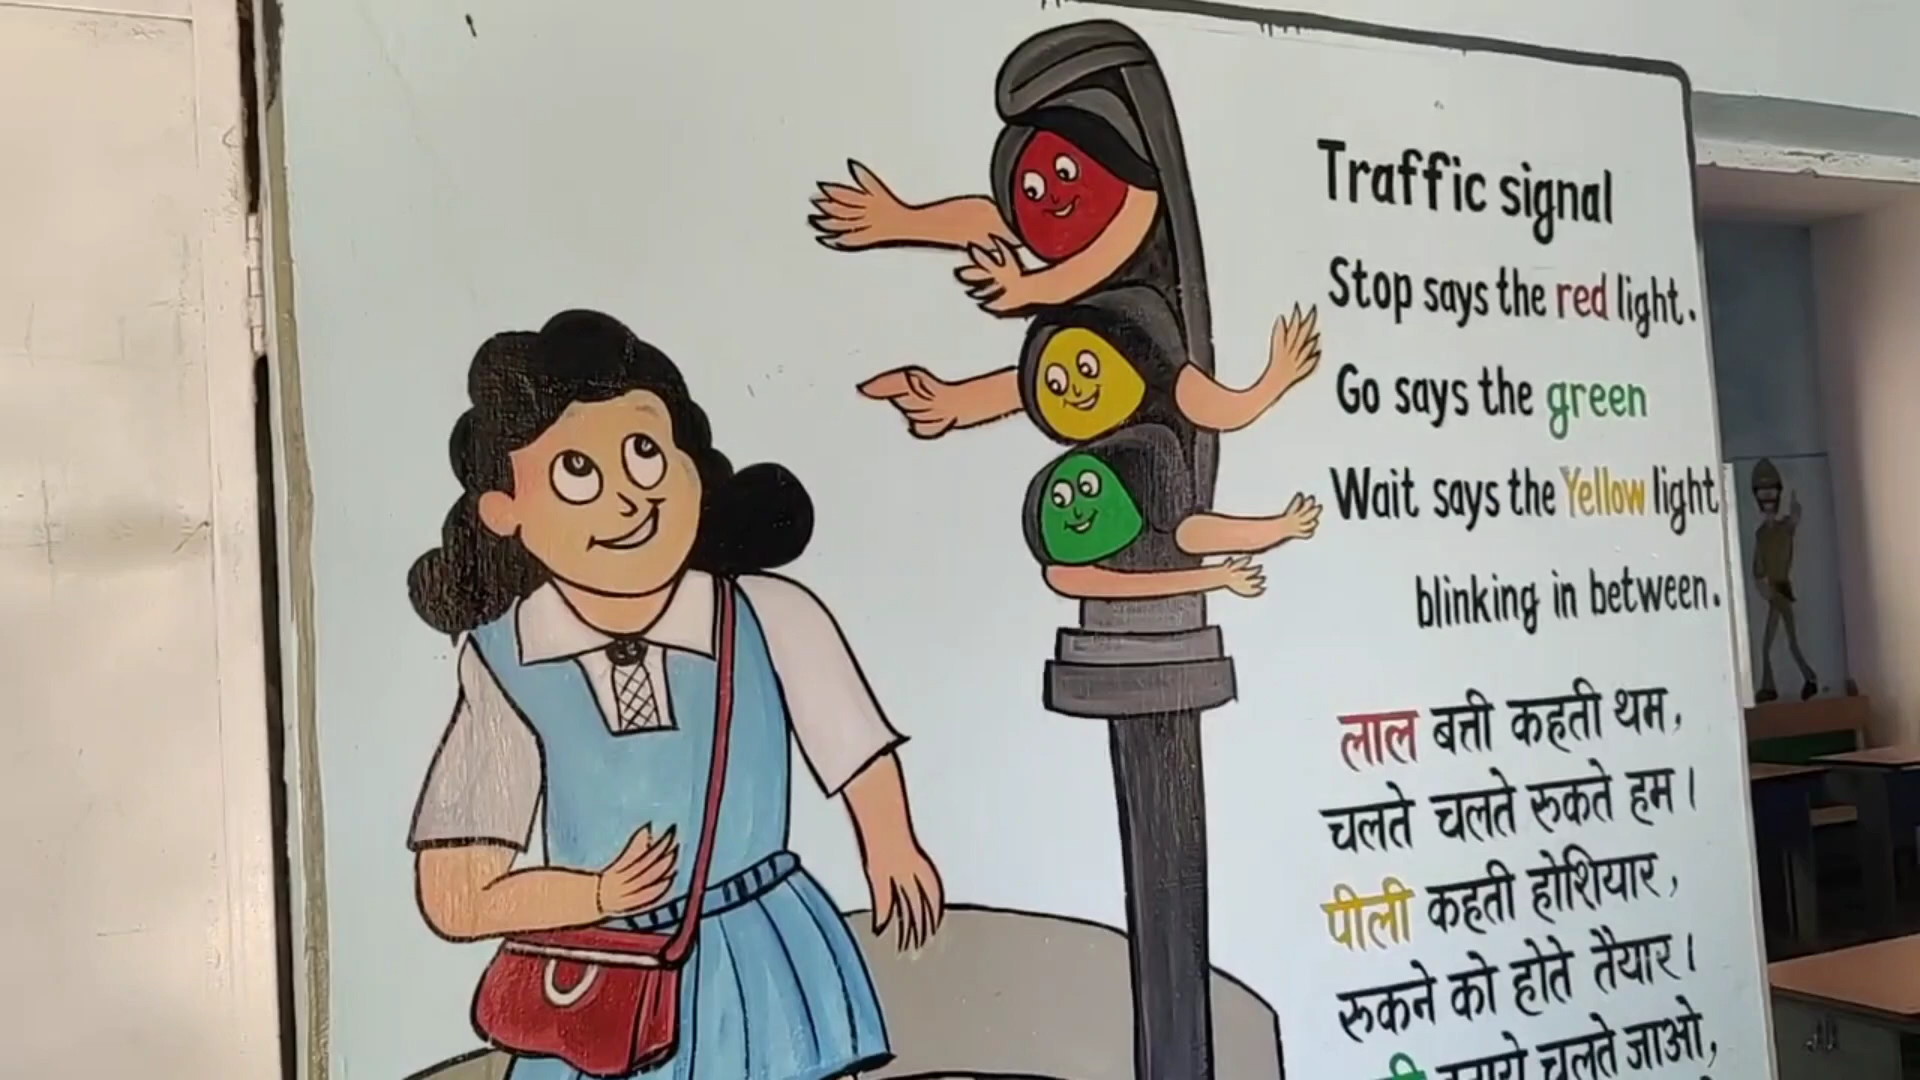 Traffic signal
Stop says the red light.
Go says the green
Wait says the Yellow light
blinking in between.
लाल बत्ती कहती थम,
चलते चलते रुकते हम।
पीली कहती होशियार,
रुकने को होते तैयार।
चलते जाओ,